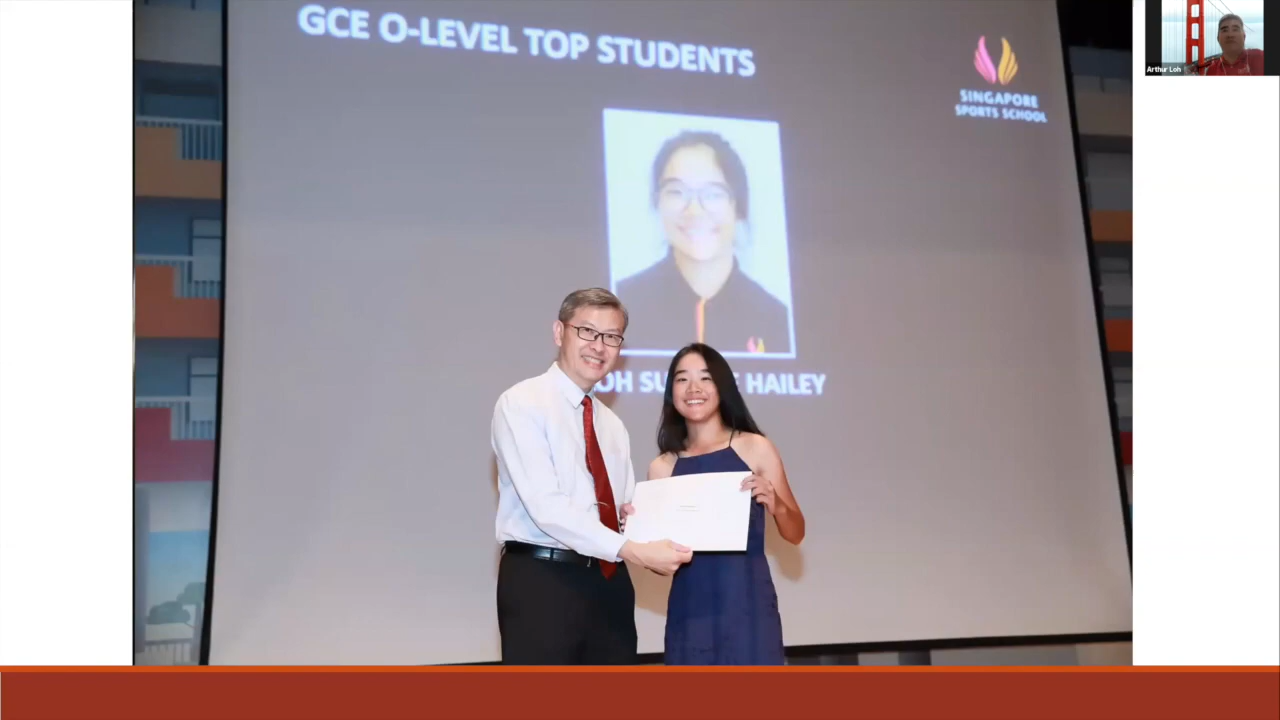 GCE O-LEVEL TOP STUDENTS
SINGAPORE
SPORTS SCHOOL
HAILEY
Arthur Loh